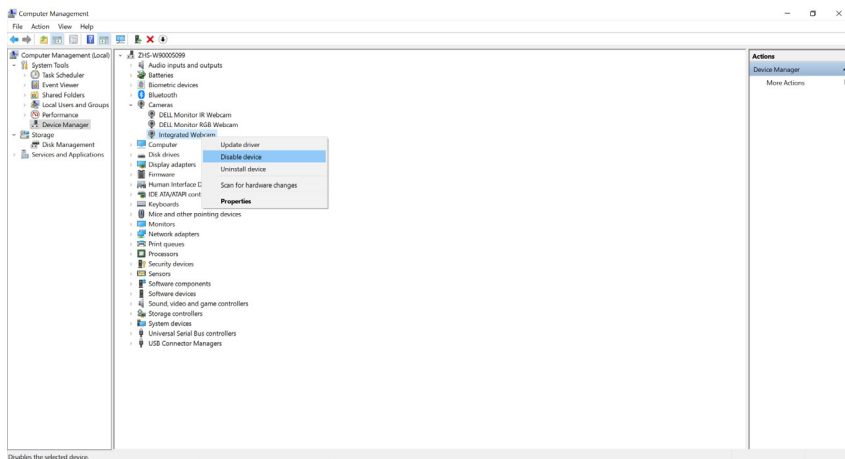 Computer Management
File Action View Help
Computer Management (Local)
System Tools
Task Scheduler
Event Viewer
Shared Folders
Local Users and Groups
Performance
Device Manager
Storage
Disk Management
Services and Applications
ZHS-W90005099
Audio inputs and outputs
Batteries
Biometric devices
Bluetooth
Cameras
DELL Monitor IR Webcam
DELL Monitor RGB Webcam
Integrated Webcam
Computer
Disk drives
Display adapters
Firmware
Human Interface D
IDE ATA/ATAPI cont
Keyboards
Mice and other pointing devices
Monitors
Network adapters
Print queues
Processors
Security devices
Sensors
Software components
Software devices
Sound, video and game controllers
Storage controllers
System devices
Universal Serial Bus controllers
USB Connector Managers
Update driver
Disable device
Uninstall device
Scan for hardware changes
Properties
Actions
Device Manager
More Actions
Disables the selected device.